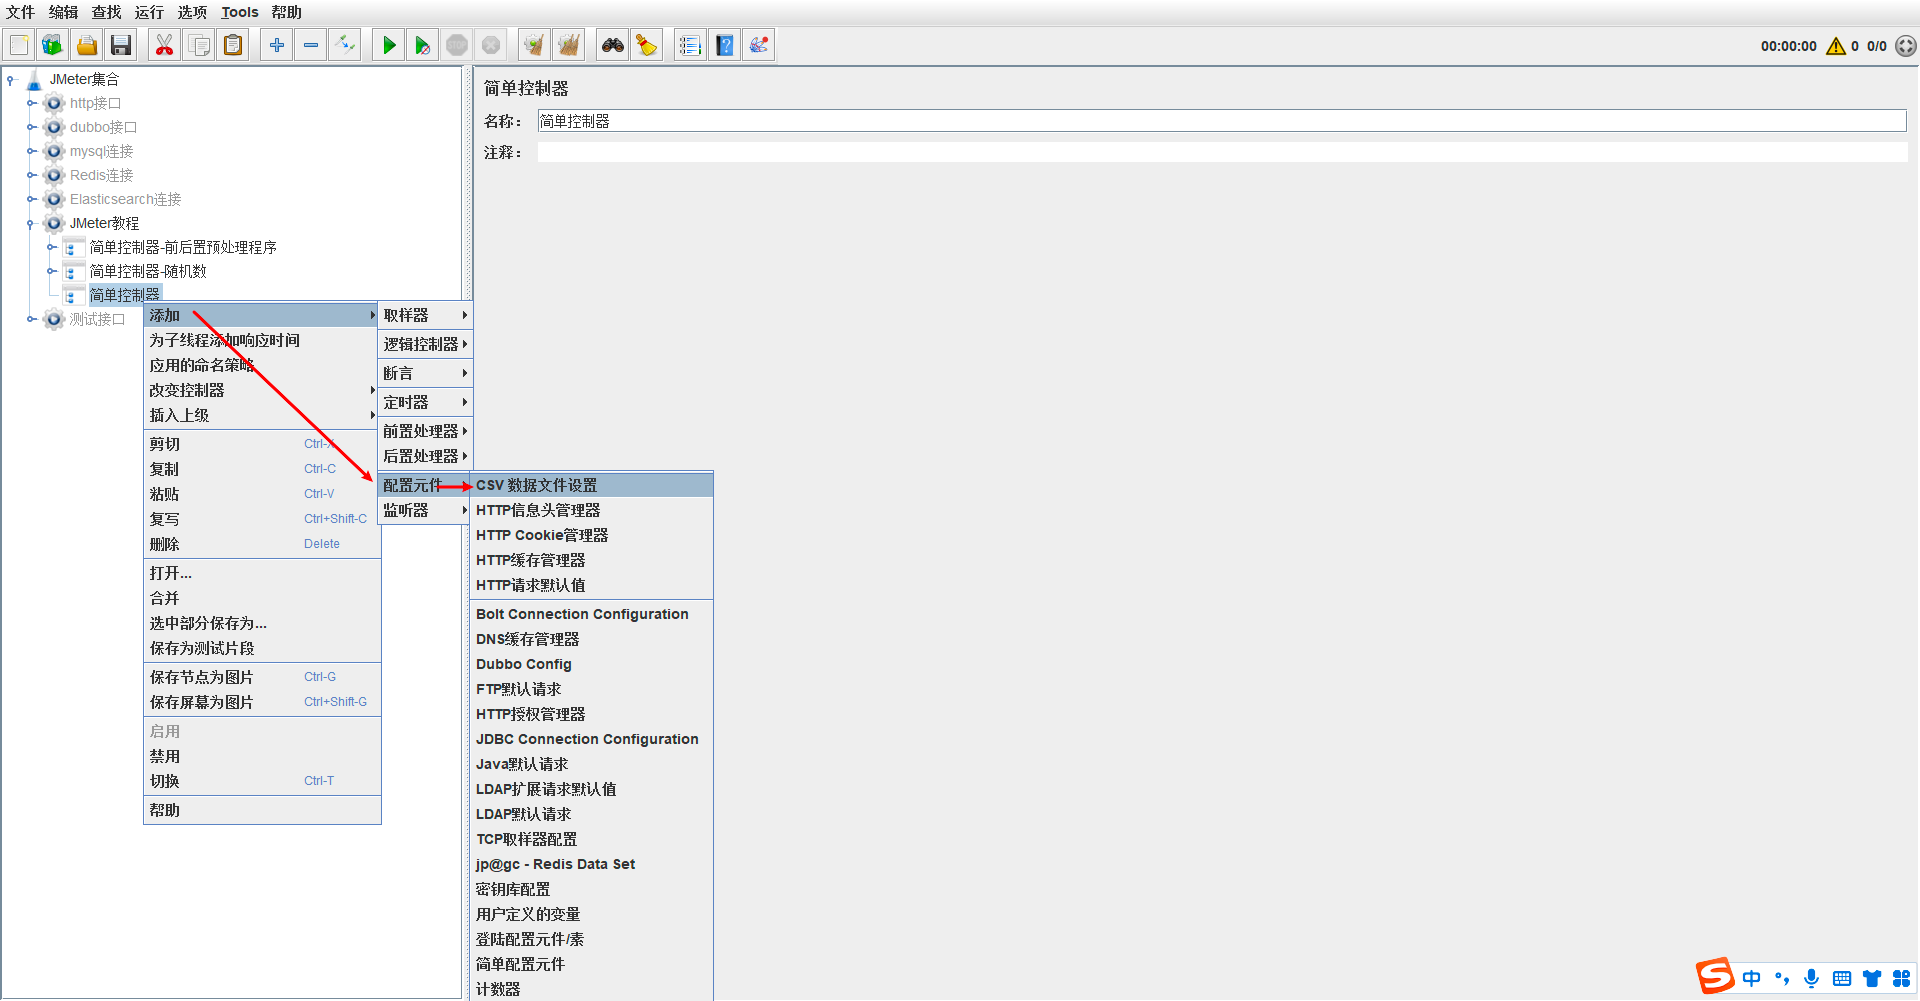 文件 编辑 查找 运行 选项 Tools 帮助
00:00:00 0 0/0
JMeter集合
http接口
dubbo接口
mysql连接
Redis连接
Elasticsearch连接
JMeter教程
简单控制器-前后置预处理程序
简单控制器-随机数
简单控制器
测试接口
简单控制器
名称： 简单控制器
注释：
添加
为子线程添加响应时间
应用的命名策略
改变控制器
插入上级
剪切 Ctrl-X
复制 Ctrl-C
粘贴 Ctrl-V
复写 Ctrl+Shift-C
删除 Delete
打开...
合并
选中部分保存为...
保存为测试片段
保存节点为图片 Ctrl-G
保存屏幕为图片 Ctrl+Shift-G
启用
禁用
切换 Ctrl-T
帮助
取样器
逻辑控制器
断言
定时器
前置处理器
后置处理器
配置元件
监听器
CSV 数据文件设置
HTTP信息头管理器
HTTP Cookie管理器
HTTP缓存管理器
HTTP请求默认值
Bolt Connection Configuration
DNS缓存管理器
Dubbo Config
FTP默认请求
HTTP授权管理器
JDBC Connection Configuration
Java默认请求
LDAP扩展请求默认值
LDAP默认请求
TCP取样器配置
jp@gc - Redis Data Set
密钥库配置
用户定义的变量
登陆配置元件/素
简单配置元件
计数器
STOP
S 中